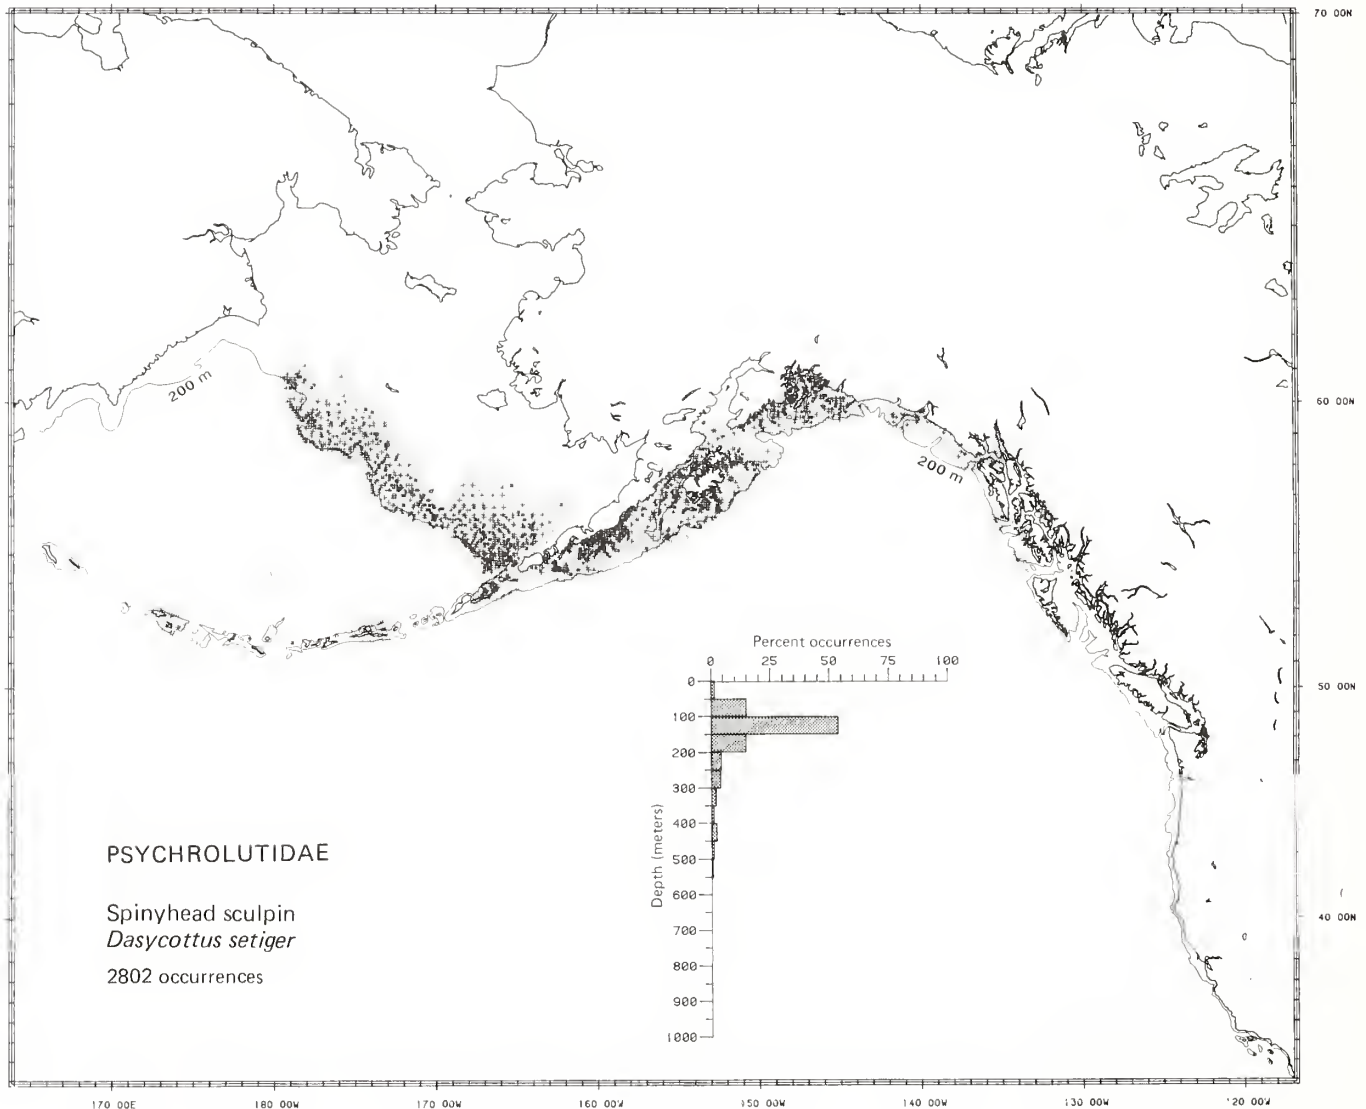 70 00N
200 m
60 00N
200 m
Percent occurrences
0 25 50 75 100
50 00N
0
100
200
300
400
500
600
700
800
900
1000
Depth (meters)
PSYCHROLUTIDAE
Spinyhead sculpin
Dasycottus setiger
2802 occurrences
40 00N
170 00E 180 00W 170 00W 160 00W 150 00W 140 00W 130 00W 120 00W